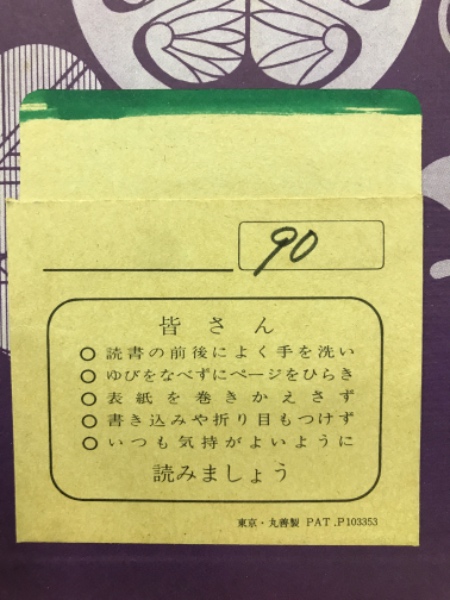 90
皆さん
○ 読書の前後によく手を洗い
○ ゆびをなべずにページをひらき
○ 表紙を巻きかえさず
○ 書き込みや折り目もつけず
○ いつも気持がよいように
読みましょう
東京・丸善製 PAT.P103353